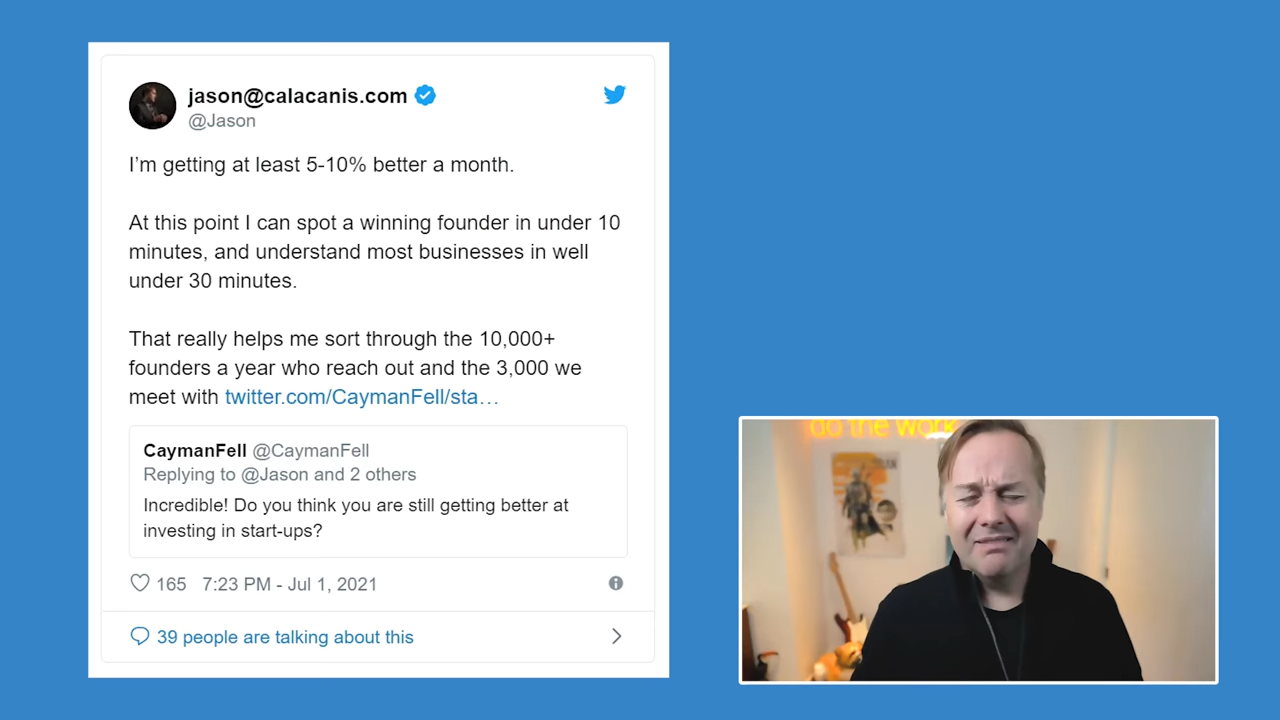 jason@calacanis.com
@Jason
I’m getting at least 5-10% better a month.
At this point I can spot a winning founder in under 10
minutes, and understand most businesses in well
under 30 minutes.
That really helps me sort through the 10,000+
founders a year who reach out and the 3,000 we
meet with twitter.com/CaymanFell/sta…
CaymanFell @CaymanFell
Replying to @Jason and 2 others
Incredible! Do you think you are still getting better at
investing in start-ups?
165 7:23 PM - Jul 1, 2021
39 people are talking about this
do the work